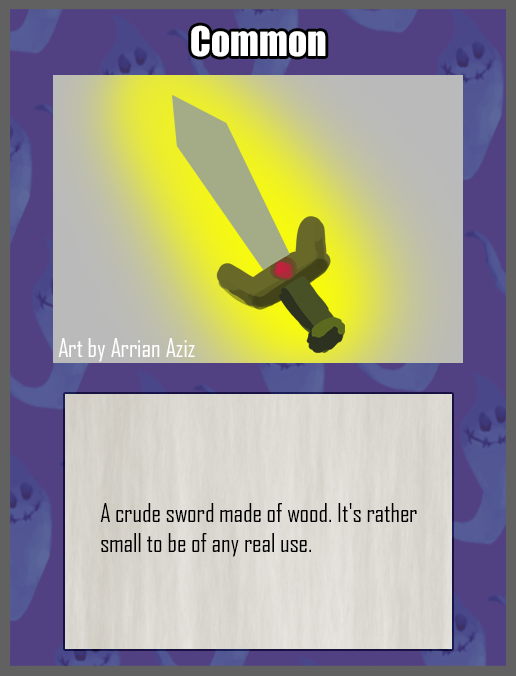 Common
Art by Arrian Aziz
A crude sword made of wood. It's rather
small to be of any real use.